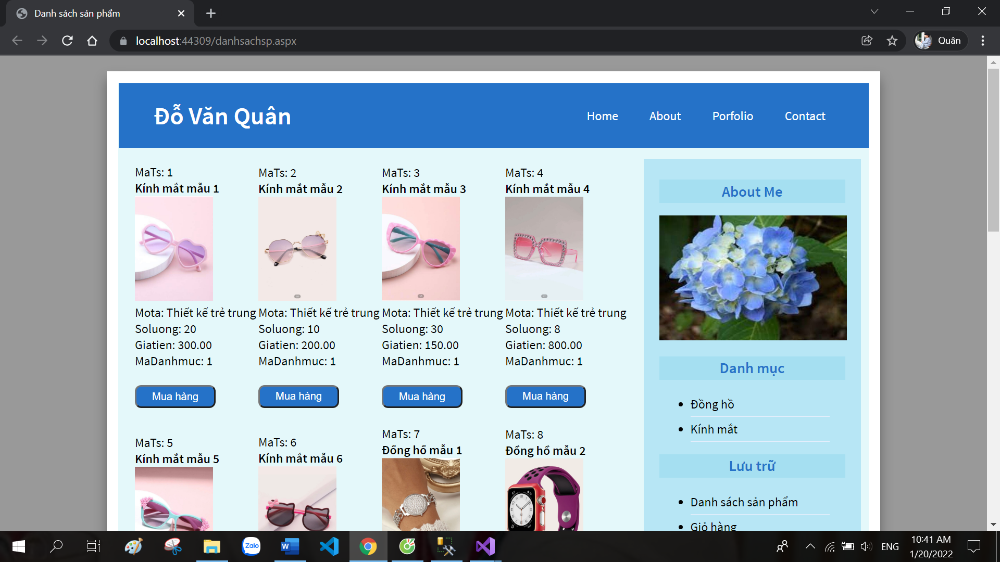 Danh sách sản phẩm
localhost:44309/danhsachsp.aspx
Quân
Đỗ Văn Quân
Home
About
Porfolio
Contact
MaTs: 1
Kính mắt mẫu 1
Mota: Thiết kế trẻ trung
Soluong: 20
Giatien: 300.00
MaDanhmuc: 1
Mua hàng
MaTs: 2
Kính mắt mẫu 2
Mota: Thiết kế trẻ trung
Soluong: 10
Giatien: 200.00
MaDanhmuc: 1
Mua hàng
MaTs: 3
Kính mắt mẫu 3
Mota: Thiết kế trẻ trung
Soluong: 30
Giatien: 150.00
MaDanhmuc: 1
Mua hàng
MaTs: 4
Kính mắt mẫu 4
Mota: Thiết kế trẻ trung
Soluong: 8
Giatien: 800.00
MaDanhmuc: 1
Mua hàng
MaTs: 5
Kính mắt mẫu 5
MaTs: 6
Kính mắt mẫu 6
MaTs: 7
Đồng hồ mẫu 1
MaTs: 8
Đồng hồ mẫu 2
About Me
Danh mục
Đồng hồ
Kính mắt
Lưu trữ
Danh sách sản phẩm
Giỏ hàng
Zalo
W
ENG
10:41 AM
1/20/2022